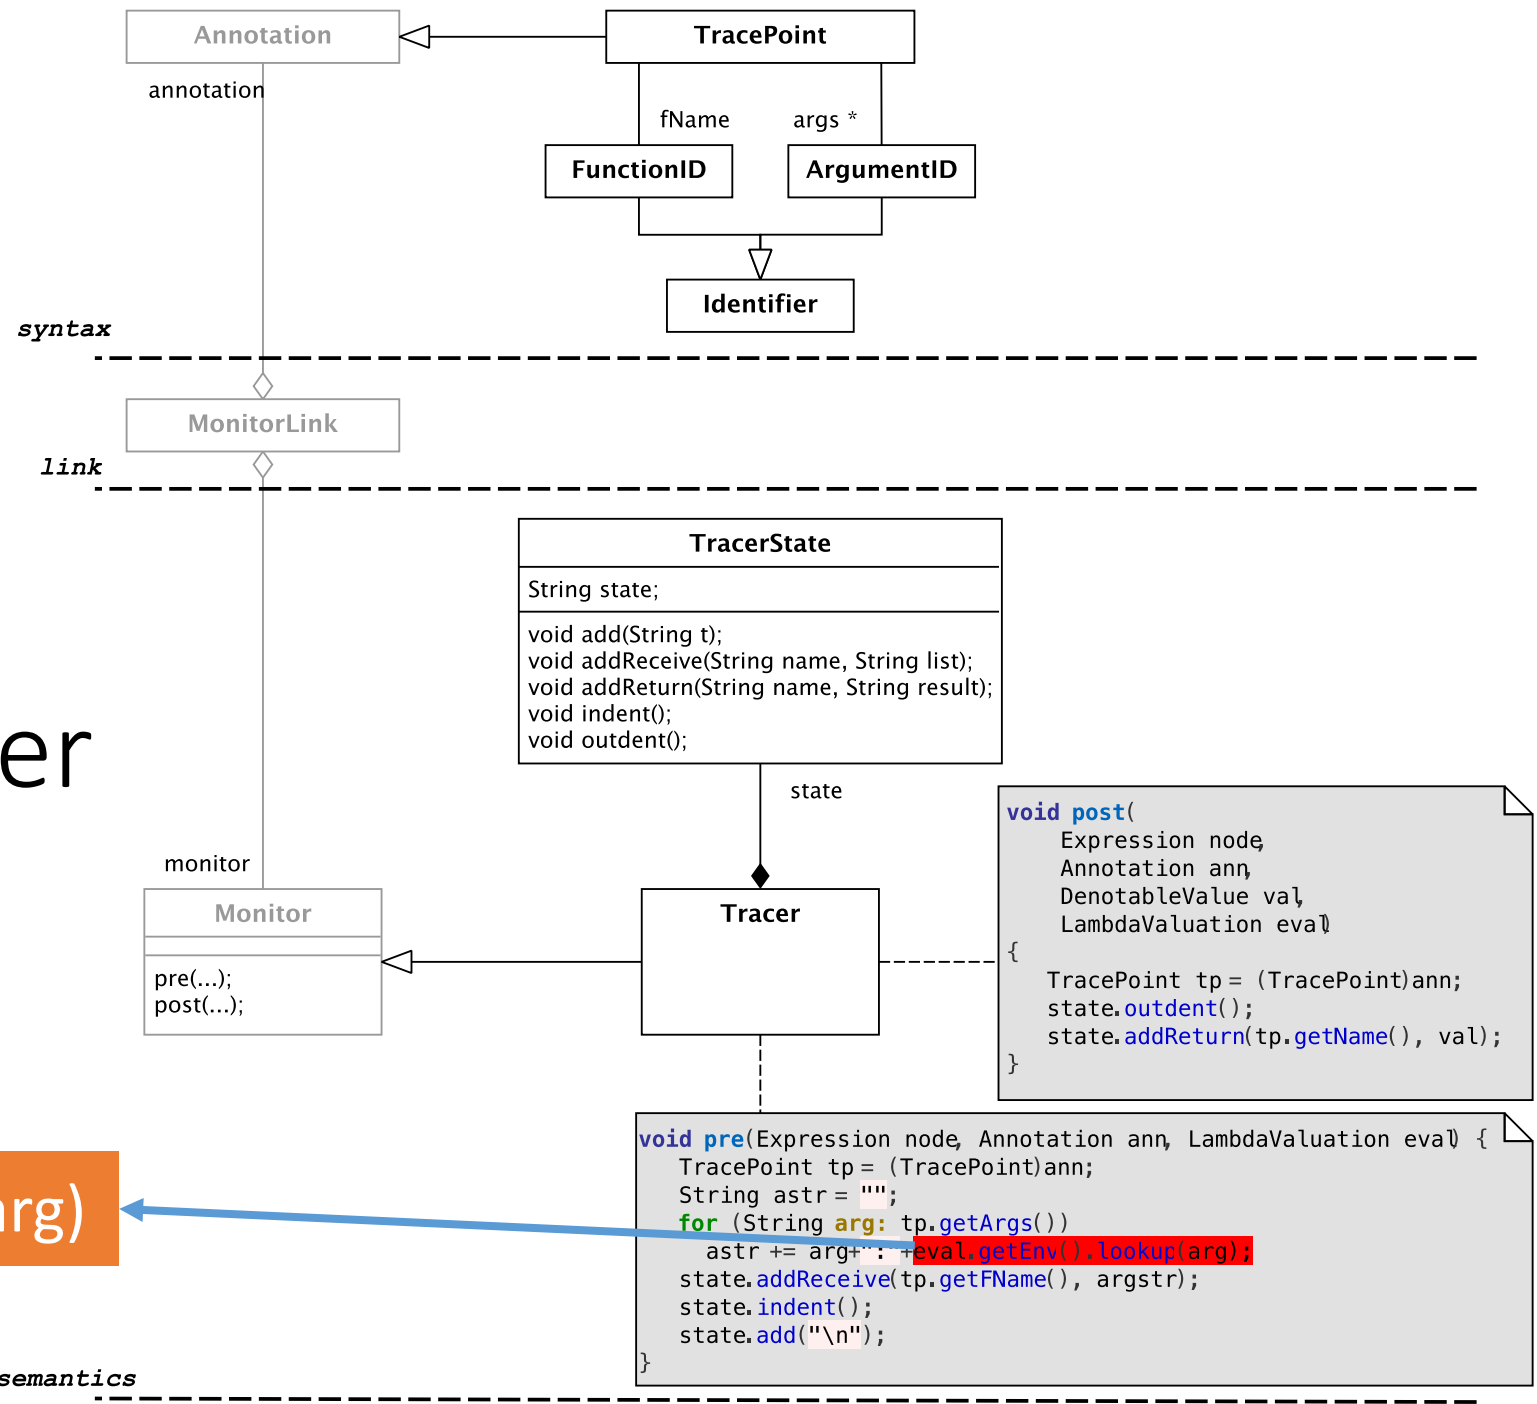 Annotation
TracePoint
annotation
fName
args *
FunctionID
ArgumentID
Identifier
syntax
MonitorLink
link
TracerState
String state;
void add(String t);
void addReceive(String name, String list);
void addReturn(String name, String result);
void indent();
void outdent();
er
state
monitor
Monitor
pre(...);
post(...);
Tracer
void post(
Expression node,
Annotation ann,
DenotableValue val,
LambdaValuation eval)
{
TracePoint tp = (TracePoint)ann;
state.outdent();
state.addReturn(tp.getName(), val);
}
void pre(Expression node, Annotation ann, LambdaValuation eval) {
TracePoint tp = (TracePoint)ann;
String astr = "";
for (String arg: tp.getArgs())
astr += arg+":"+eval.getEnv().lookup(arg);
state.addReceive(tp.getFName(), argstr);
state.indent();
state.add("\n");
}
arg)
semantics